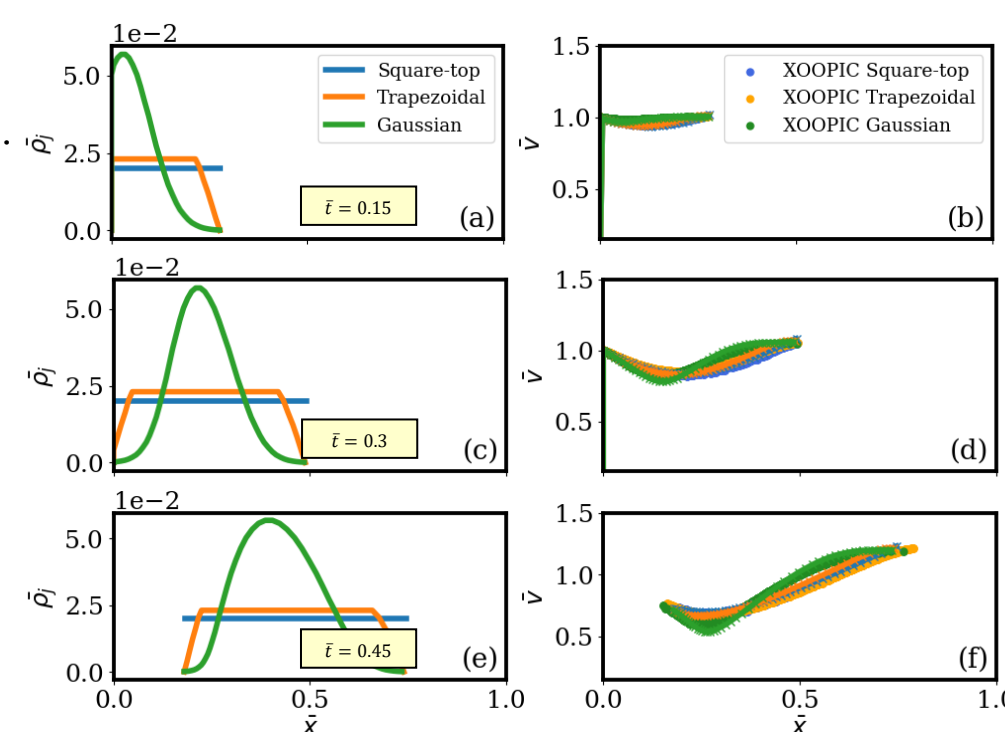 1e−2
5.0
2.5
0.0
ρ̄ⱼ
Square-top
Trapezoidal
Gaussian
t̄ = 0.15
(a)
1.5
1.0
0.5
v̄
XOOPIC Square-top
XOOPIC Trapezoidal
XOOPIC Gaussian
(b)
1e−2
5.0
2.5
0.0
ρ̄ⱼ
t̄ = 0.3
(c)
1.5
1.0
0.5
v̄
(d)
1e−2
5.0
2.5
0.0
ρ̄ⱼ
t̄ = 0.45
(e)
0.0 0.5 1.0
x̄
1.5
1.0
0.5
v̄
(f)
0.0 0.5 1.0
x̄